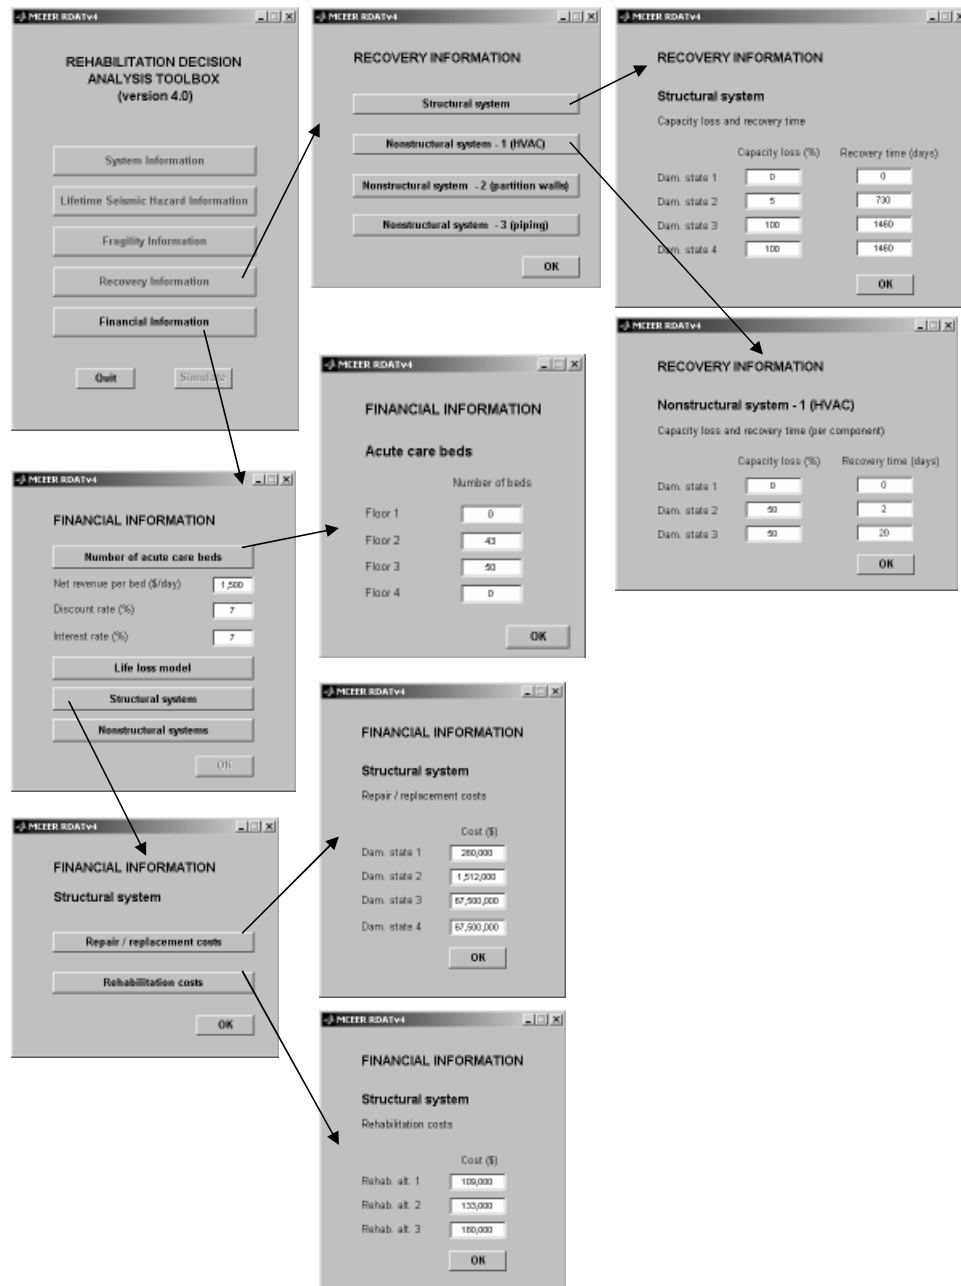 MCEER RDATv4
REHABILITATION DECISION
ANALYSIS TOOLBOX
(version 4.0)
System Information
Lifetime Seismic Hazard Information
Fragility Information
Recovery Information
Financial Information
Quit
Simulate
MCEER RDATv4
RECOVERY INFORMATION
Structural system
Nonstructural system - 1 (HVAC)
Nonstructural system - 2 (partition walls)
Nonstructural system - 3 (piping)
OK
MCEER RDATv4
RECOVERY INFORMATION
Structural system
Capacity loss and recovery time
Capacity loss (%) Recovery time (days)
Dam. state 1 0 0
Dam. state 2 5 730
Dam. state 3 100 1460
Dam. state 4 100 1460
OK
MCEER RDATv4
RECOVERY INFORMATION
Nonstructural system - 1 (HVAC)
Capacity loss and recovery time (per component)
Capacity loss (%) Recovery time (days)
Dam. state 1 0 0
Dam. state 2 50 2
Dam. state 3 50 20
OK
MCEER RDATv4
FINANCIAL INFORMATION
Acute care beds
Number of beds
Floor 1 0
Floor 2 43
Floor 3 50
Floor 4 0
OK
MCEER RDATv4
FINANCIAL INFORMATION
Number of acute care beds
Net revenue per bed ($/day) 1,500
Discount rate (%) 7
Interest rate (%) 7
Life loss model
Structural system
Nonstructural systems
OK
MCEER RDATv4
FINANCIAL INFORMATION
Structural system
Repair / replacement costs
Cost ($)
Dam. state 1 280,000
Dam. state 2 1,512,000
Dam. state 3 67,500,000
Dam. state 4 67,500,000
OK
MCEER RDATv4
FINANCIAL INFORMATION
Structural system
Repair / replacement costs
Rehabilitation costs
OK
MCEER RDATv4
FINANCIAL INFORMATION
Structural system
Rehabilitation costs
Cost ($)
Rehab. alt. 1 109,000
Rehab. alt. 2 133,000
Rehab. alt. 3 180,000
OK